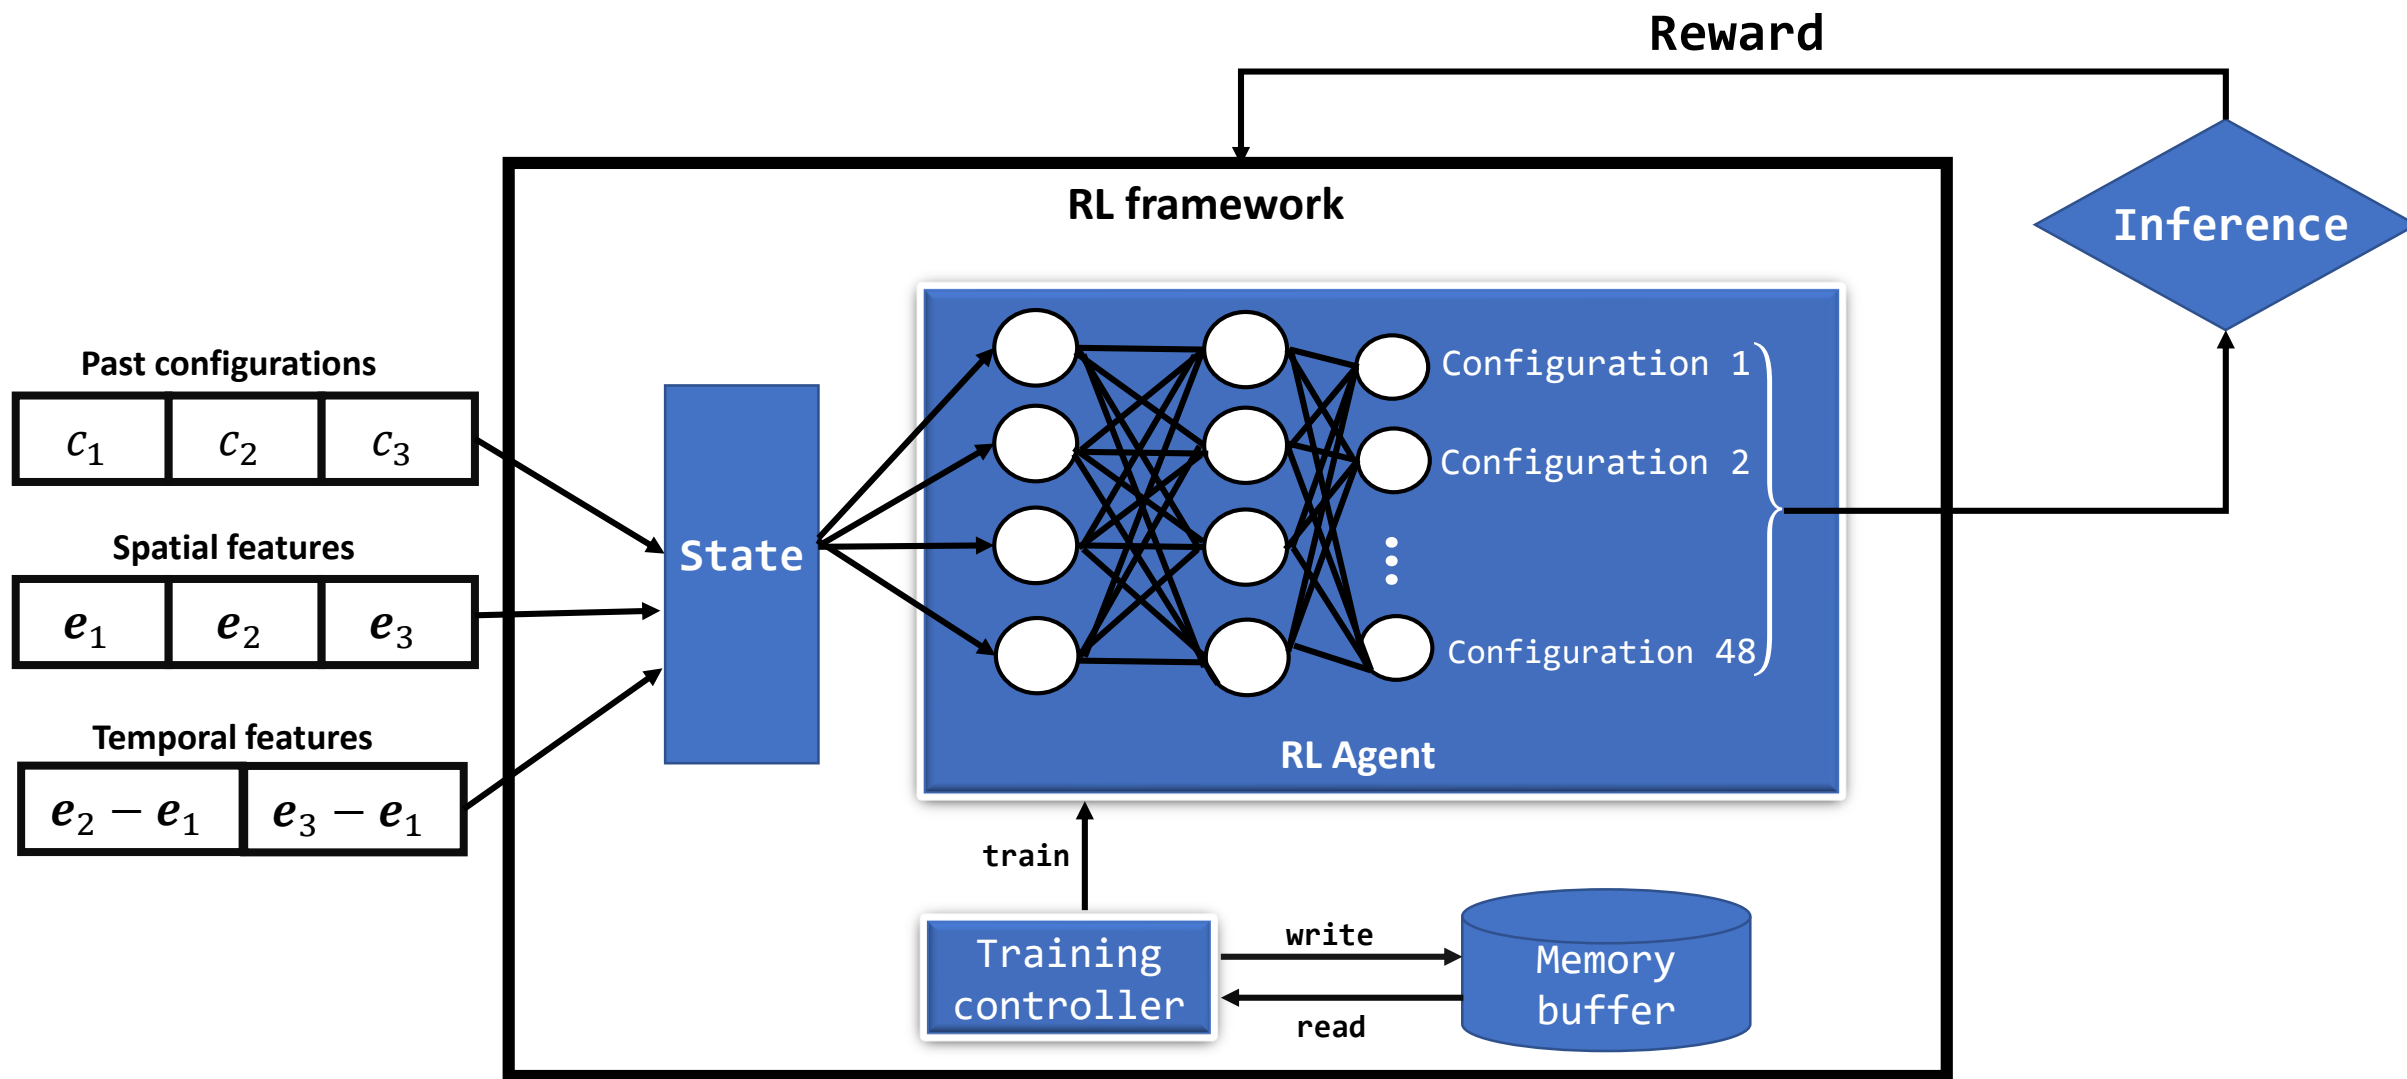 Reward
RL framework
Inference
Past configurations
c₁ c₂ c₃
Spatial features
e₁ e₂ e₃
Temporal features
e₂ − e₁ e₃ − e₁
State
Configuration 1
Configuration 2
Configuration 48
RL Agent
train
Training
controller
write
read
Memory
buffer